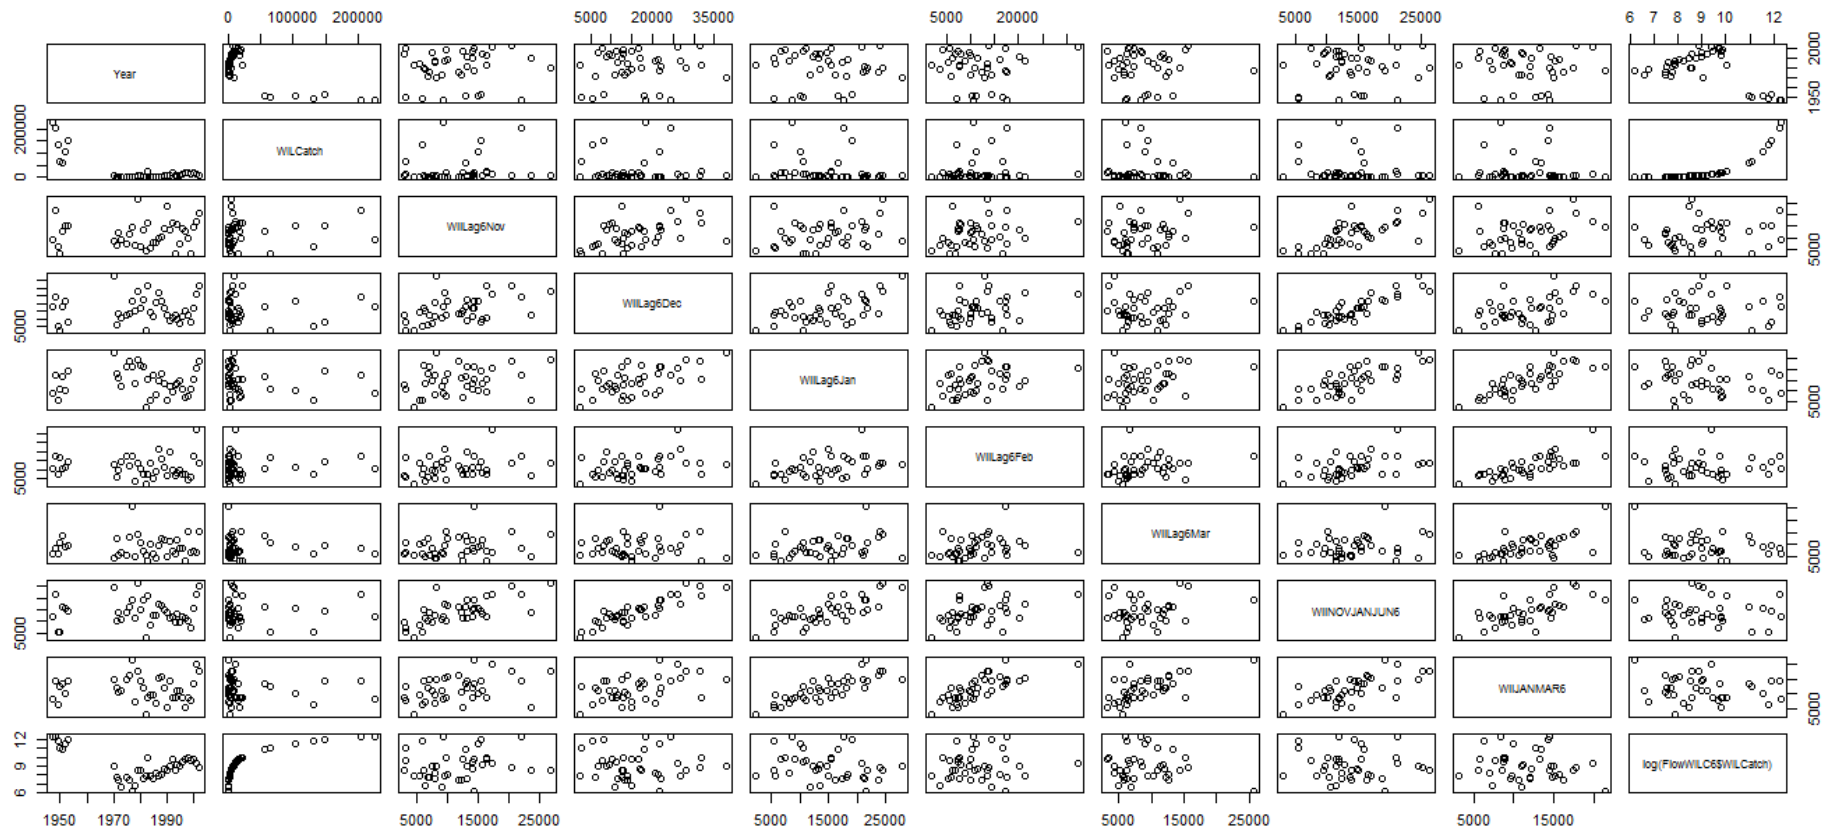 0 100000 200000 5000 20000 35000 5000 20000 5000 15000 25000 6 7 8 9 10 12
Year
1950 2000
0 200000
WILCatch
WIlLag6Nov
5000
5000
WIlLag6Dec
WIlLag6Jan
5000
5000
WIlLag6Feb
WIlLag6Mar
5000
5000
WIlNOVJANJUN6
WIlJANMAR6
5000
6 9 12
log(FlowWILC6$WILCatch)
1950 1970 1990 5000 15000 25000 5000 15000 25000 5000 15000 25000 5000 15000